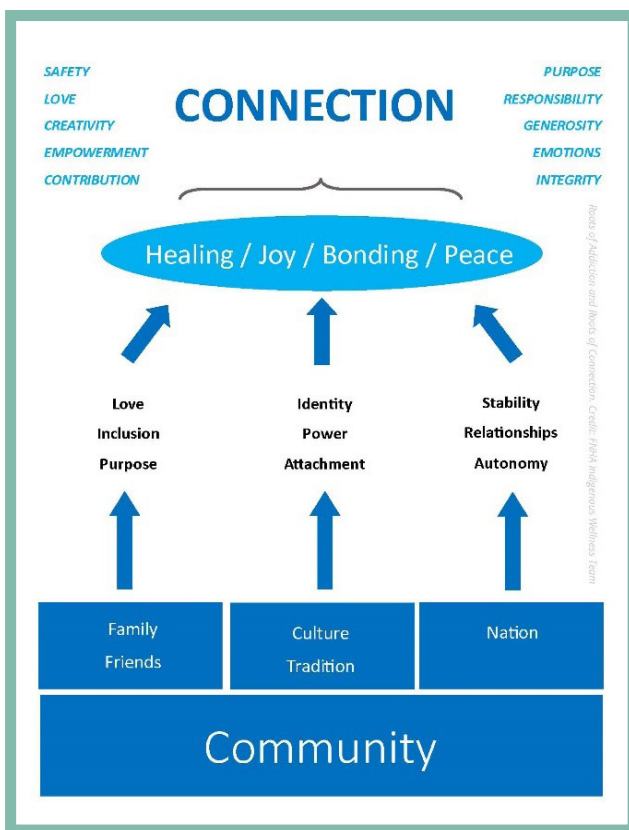 SAFETY
LOVE
CREATIVITY
EMPOWERMENT
CONTRIBUTION
CONNECTION
PURPOSE
RESPONSIBILITY
GENEROSITY
EMOTIONS
INTEGRITY
Healing / Joy / Bonding / Peace
Love
Inclusion
Purpose
Identity
Power
Attachment
Stability
Relationships
Autonomy
Family
Friends
Culture
Tradition
Nation
Community
Roots of Addiction and Roots of Connection. Credit: FNHA Indigenous Wellness Team